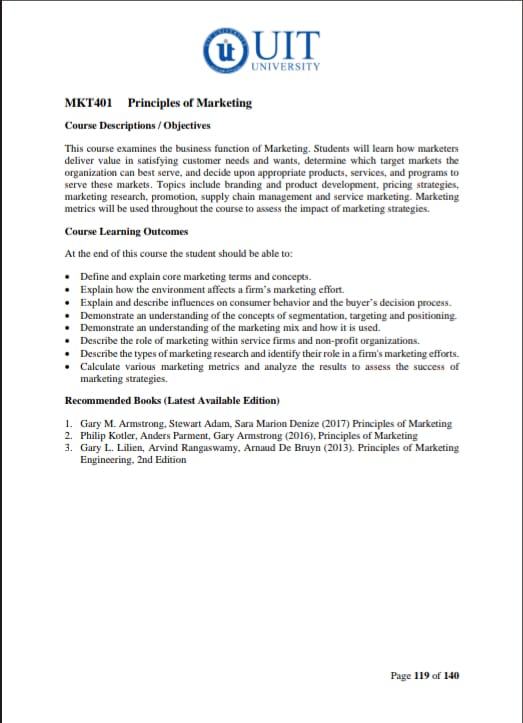 UIT
UNIVERSITY
MKT401 Principles of Marketing
Course Descriptions / Objectives
This course examines the business function of Marketing. Students will learn how marketers
deliver value in satisfying customer needs and wants, determine which target markets the
organization can best serve, and decide upon appropriate products, services, and programs to
serve these markets. Topics include branding and product development, pricing strategies,
marketing research, promotion, supply chain management and service marketing. Marketing
metrics will be used throughout the course to assess the impact of marketing strategies.
Course Learning Outcomes
At the end of this course the student should be able to:
• Define and explain core marketing terms and concepts.
• Explain how the environment affects a firm's marketing effort.
• Explain and describe influences on consumer behavior and the buyer's decision process.
• Demonstrate an understanding of the concepts of segmentation, targeting and positioning.
• Demonstrate an understanding of the marketing mix and how it is used.
• Describe the role of marketing within service firms and non-profit organizations.
• Describe the types of marketing research and identify their role in a firm's marketing efforts.
• Calculate various marketing metrics and analyze the results to assess the success of
marketing strategies.
Recommended Books (Latest Available Edition)
1. Gary M. Armstrong, Stewart Adam, Sara Marion Denize (2017) Principles of Marketing
2. Philip Kotler, Anders Parment, Gary Armstrong (2016), Principles of Marketing
3. Gary L. Lilien, Arvind Rangaswamy, Arnaud De Bruyn (2013). Principles of Marketing
Engineering, 2nd Edition
Page 119 of 140